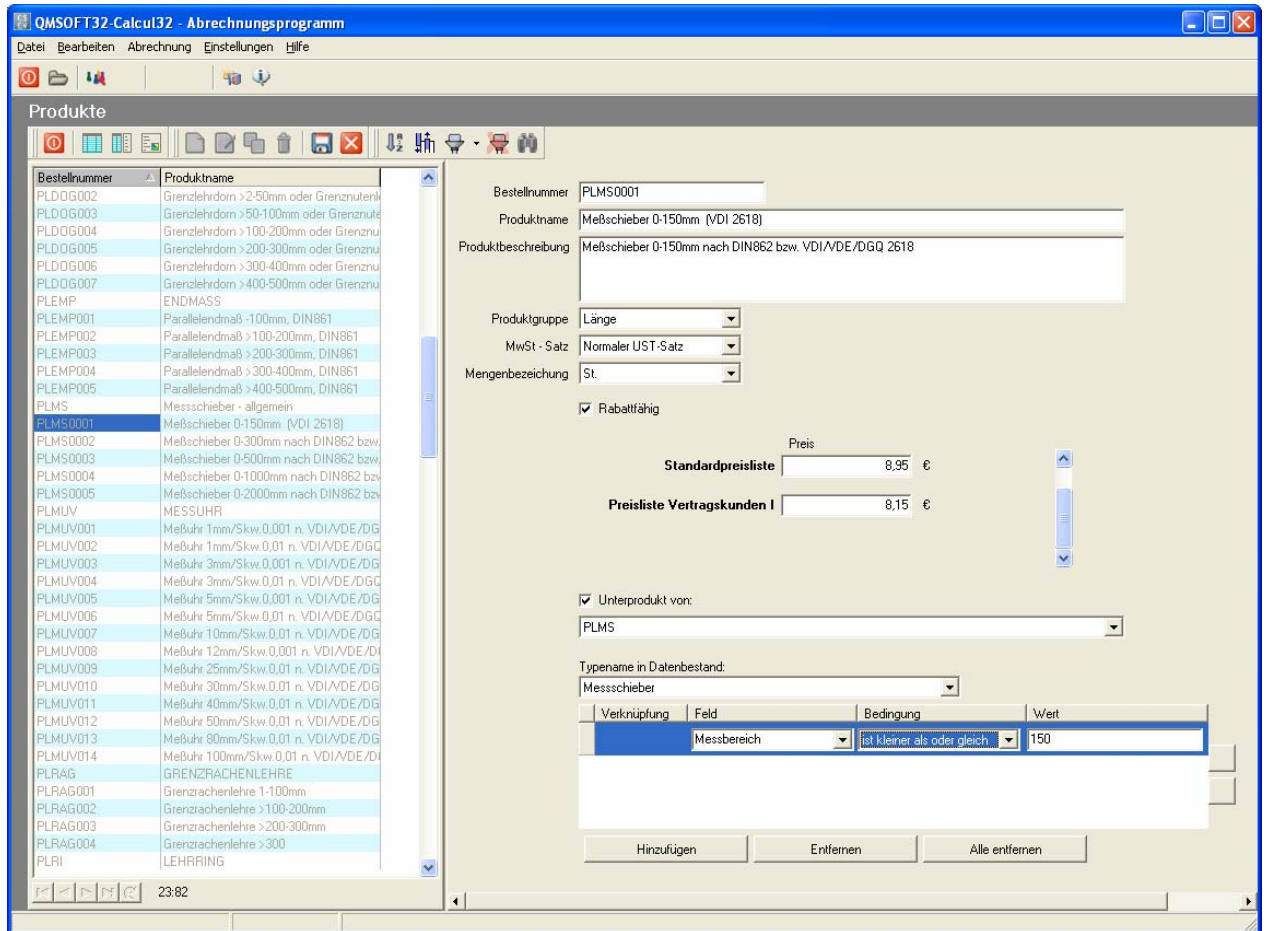 QMSOFT32-Calcul32 - Abrechnungsprogramm
Datei Bearbeiten Abrechnung Einstellungen Hilfe
Produkte
Bestellnummer Produktname
PLDOG002 Grenzlehrdorn >2-50mm oder Grenznutenl
PLDOG003 Grenzlehrdorn >50-100mm oder Grenznute
PLDOG004 Grenzlehrdorn >100-200mm oder Grenznu
PLDOG005 Grenzlehrdorn >200-300mm oder Grenznu
PLDOG006 Grenzlehrdorn >300-400mm oder Grenznu
PLDOG007 Grenzlehrdorn >400-500mm oder Grenznu
PLEMP ENDMASS
PLEMP001 Parallelendmaß -100mm, DIN861
PLEMP002 Parallelendmaß >100-200mm, DIN861
PLEMP003 Parallelendmaß >200-300mm, DIN861
PLEMP004 Parallelendmaß >300-400mm, DIN861
PLEMP005 Parallelendmaß >400-500mm, DIN861
PLMS Messschieber - allgemein
PLMS0001 Meßschieber 0-150mm (VDI 2618)
PLMS0002 Meßschieber 0-300mm nach DIN862 bzw.
PLMS0003 Meßschieber 0-500mm nach DIN862 bzw.
PLMS0004 Meßschieber 0-1000mm nach DIN862 bzv
PLMS0005 Meßschieber 0-2000mm nach DIN862 bzv
PLMUV MESSUHR
PLMUV001 Meßuhr 1mm/Skw.0,001 n. VDI/VDE/DG
PLMUV002 Meßuhr 1mm/Skw.0,01 n. VDI/VDE/DGQ
PLMUV003 Meßuhr 3mm/Skw.0,001 n. VDI/VDE/DG
PLMUV004 Meßuhr 3mm/Skw.0,01 n. VDI/VDE/DGQ
PLMUV005 Meßuhr 5mm/Skw.0,001 n. VDI/VDE/DG
PLMUV006 Meßuhr 5mm/Skw.0,01 n. VDI/VDE/DGQ
PLMUV007 Meßuhr 10mm/Skw.0,01 n. VDI/VDE/DG
PLMUV008 Meßuhr 12mm/Skw.0,001 n. VDI/VDE/D
PLMUV009 Meßuhr 25mm/Skw.0,01 n. VDI/VDE/DG
PLMUV010 Meßuhr 30mm/Skw.0,01 n. VDI/VDE/DG
PLMUV011 Meßuhr 40mm/Skw.0,01 n. VDI/VDE/DG
PLMUV012 Meßuhr 50mm/Skw.0,01 n. VDI/VDE/DG
PLMUV013 Meßuhr 80mm/Skw.0,01 n. VDI/VDE/DG
PLMUV014 Meßuhr 100mm/Skw.0,01 n. VDI/VDE/D
PLRAG GRENZRACHENLEHRE
PLRAG001 Grenzrachenlehre 1-100mm
PLRAG002 Grenzrachenlehre >100-200mm
PLRAG003 Grenzrachenlehre >200-300mm
PLRAG004 Grenzrachenlehre >300
PLRI LEHRRING
23:82
Bestellnummer PLMS0001
Produktname Meßschieber 0-150mm (VDI 2618)
Produktbeschreibung Meßschieber 0-150mm nach DIN862 bzw. VDI/VDE/DGQ 2618
Produktgruppe Länge
MwSt - Satz Normaler UST-Satz
Mengenbezeichung St.
Rabattfähig
Preis
Standardpreisliste 8,95 €
Preisliste Vertragskunden I 8,15 €
Unterprodukt von:
PLMS
Typename in Datenbestand:
Messschieber
Verknüpfung Feld Bedingung Wert
Messbereich ist kleiner als oder gleich 150
Hinzufügen Entfernen Alle entfernen